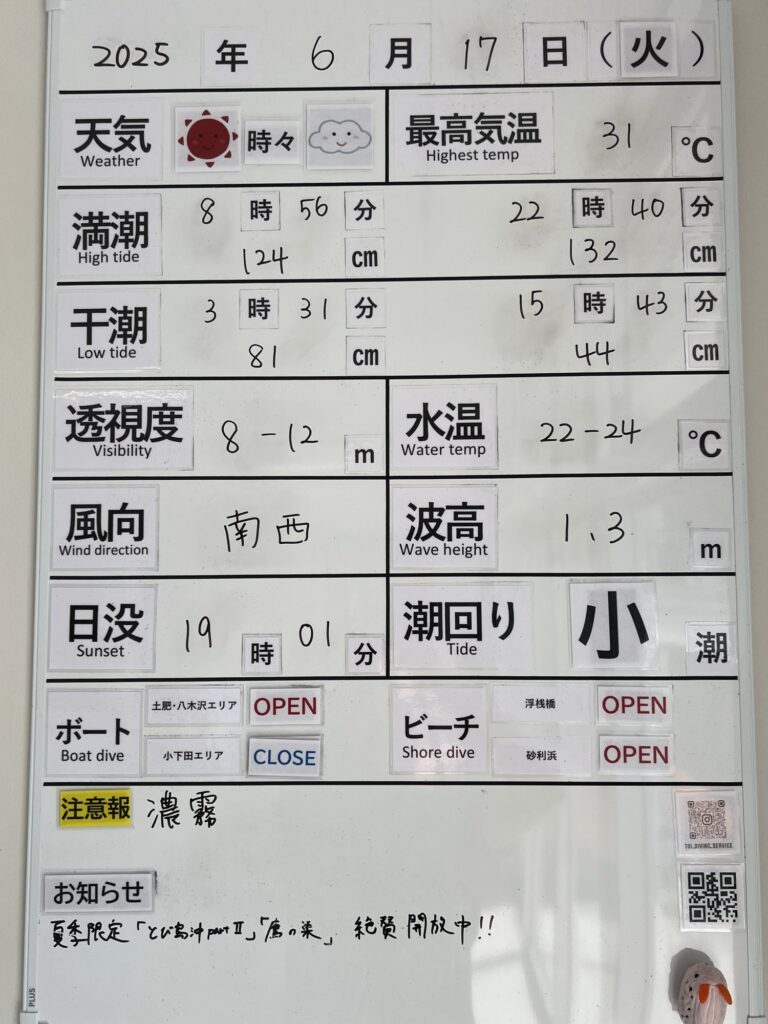 2025 年 6 月 17 日 (火)
天気 時々 最高気温 31 ℃
Weather Highest temp
満潮 8 時 56 分 22 時 40 分
High tide 124 cm 132 cm
干潮 3 時 31 分 15 時 43 分
Low tide 81 cm 44 cm
透視度 8-12 m 水温 22-24 ℃
Visibility Water temp
風向 南西 波高 1.3 m
Wind direction Wave height
日没 19 時 01 分 潮回り 小 潮
Sunset Tide
ボート 土肥・八木沢エリア OPEN ビーチ 浮桟橋 OPEN
Boat dive 小下田エリア CLOSE Shore dive 砂利浜 OPEN
注意報 濃霧
TOI_DIVING_SERVICE
お知らせ
夏季限定「とび島沖partⅡ」「鷹の巣」絶賛開放中!!
PLUS